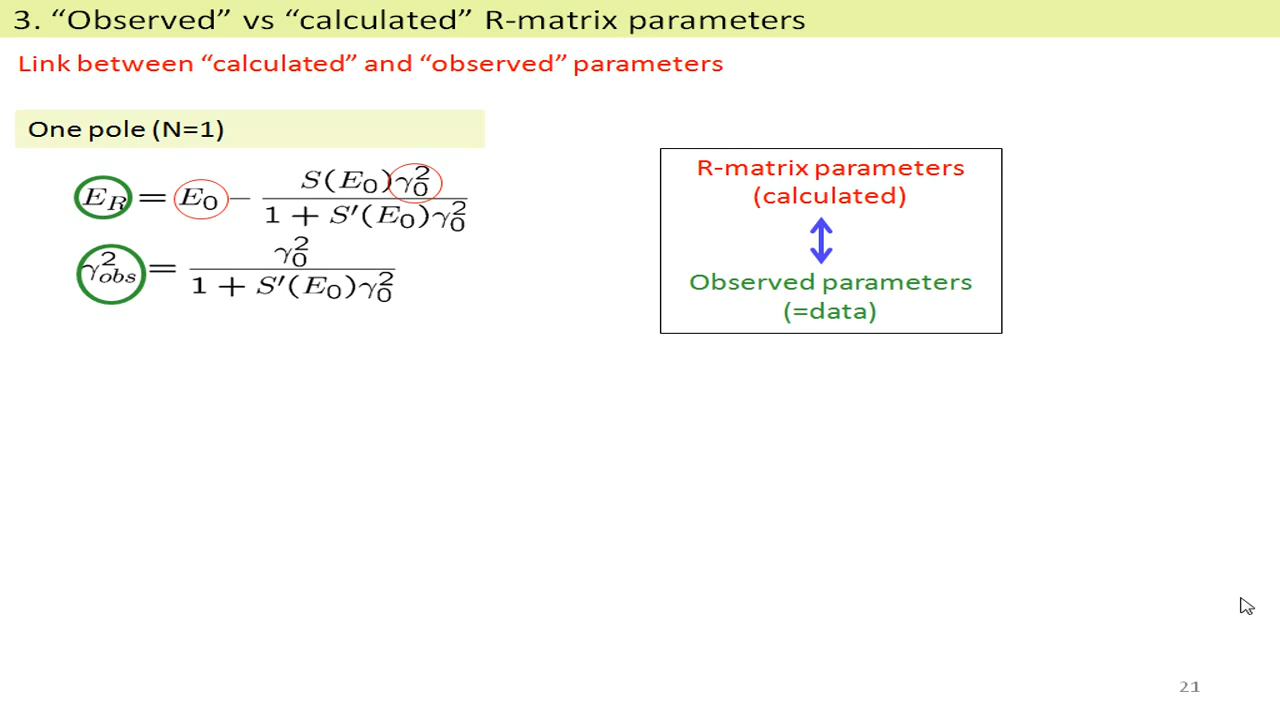 3. “Observed” vs “calculated” R-matrix parameters
Link between “calculated” and “observed” parameters
One pole (N=1)
E_R = E_0 − S(E_0)γ_0^2 / (1 + S′(E_0)γ_0^2)
γ_obs^2 = γ_0^2 / (1 + S′(E_0)γ_0^2)
R-matrix parameters
(calculated)
Observed parameters
(=data)
21